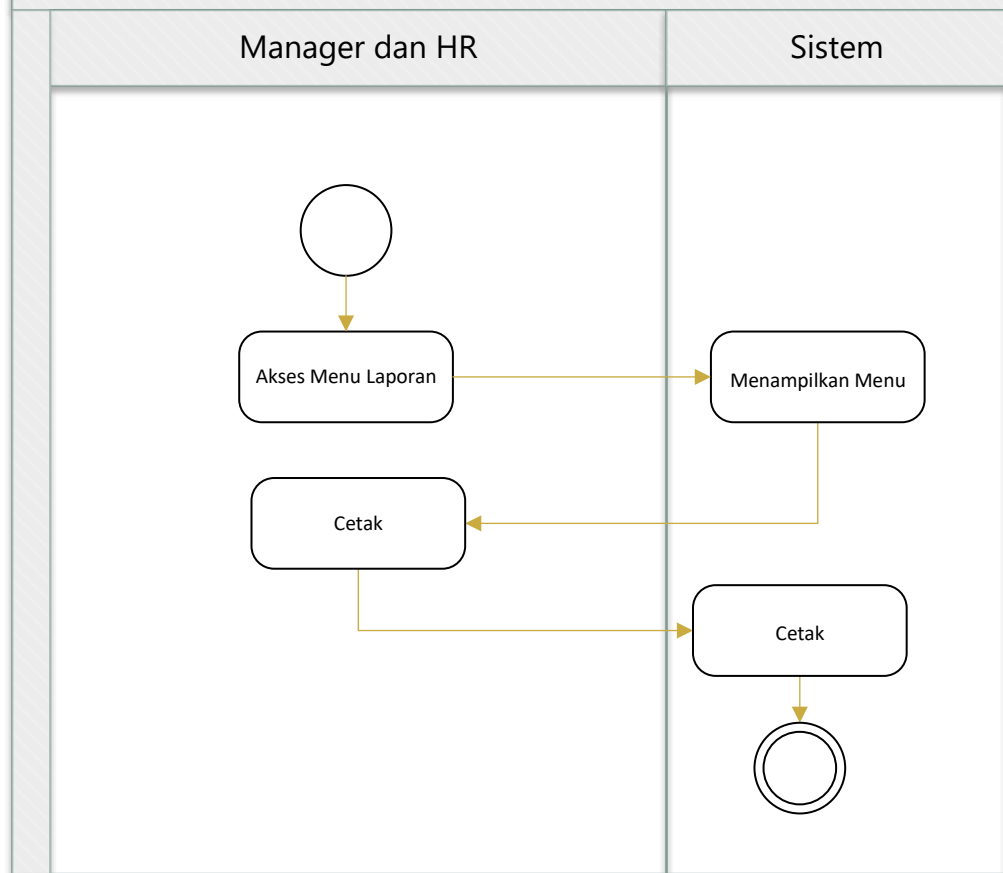 Manager dan HR
Sistem
Akses Menu Laporan
Menampilkan Menu
Cetak
Cetak